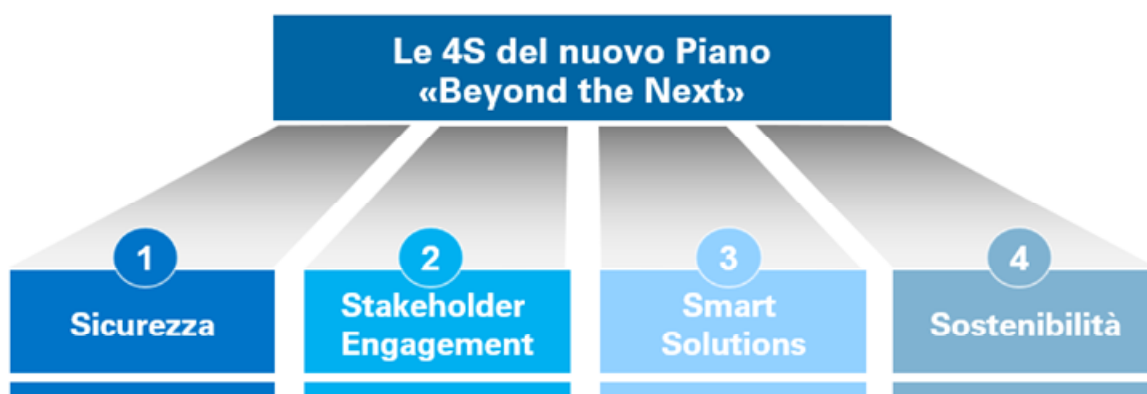 Le 4S del nuovo Piano
«Beyond the Next»
1
2
3
4
Sicurezza
Stakeholder
Engagement
Smart
Solutions
Sostenibilità